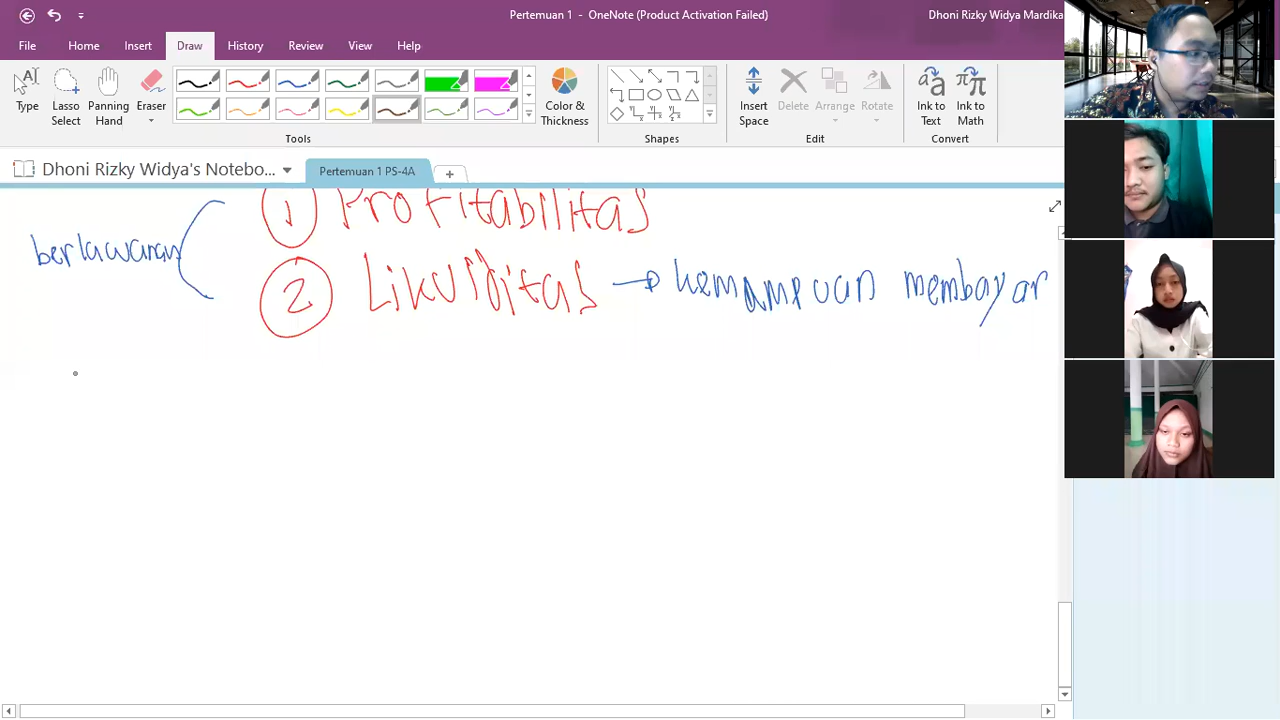 Pertemuan 1 - OneNote (Product Activation Failed)
Dhoni Rizky Widya Mardika
File Home Insert Draw History Review View Help
Type
Lasso Select
Panning Hand
Eraser
Color & Thickness
Insert Space
Delete
Arrange
Rotate
Ink to Text
Ink to Math
Tools
Shapes
Edit
Convert
Dhoni Rizky Widya's Notebo...
Pertemuan 1 PS-4A
1 Profitabilitas
berlawanan
2 Likuiditas → kemampuan membayar